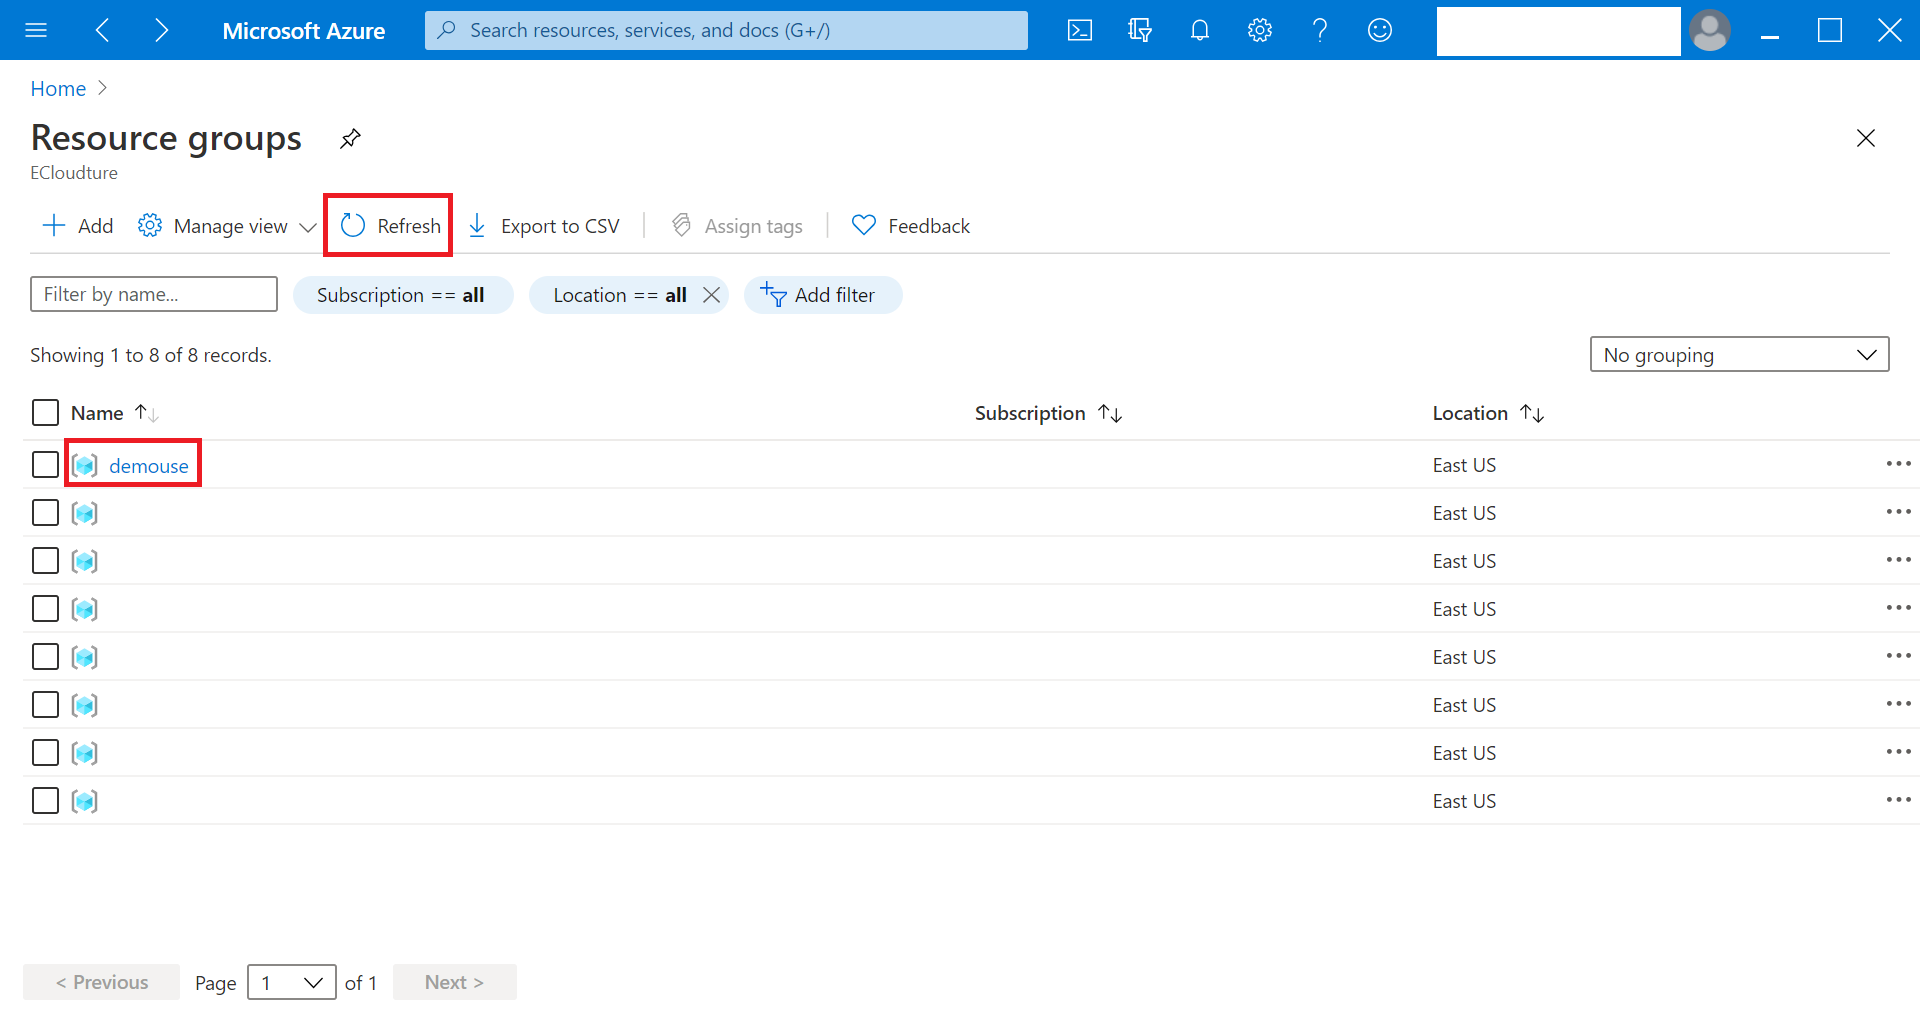 Microsoft Azure
Search resources, services, and docs (G+/)
Home
Resource groups
ECloudture
Add Manage view Refresh Export to CSV Assign tags Feedback
Filter by name... Subscription == all Location == all Add filter
Showing 1 to 8 of 8 records.
No grouping
Name Subscription Location
demouse East US
East US
East US
East US
East US
East US
East US
East US
< Previous Page 1 of 1 Next >